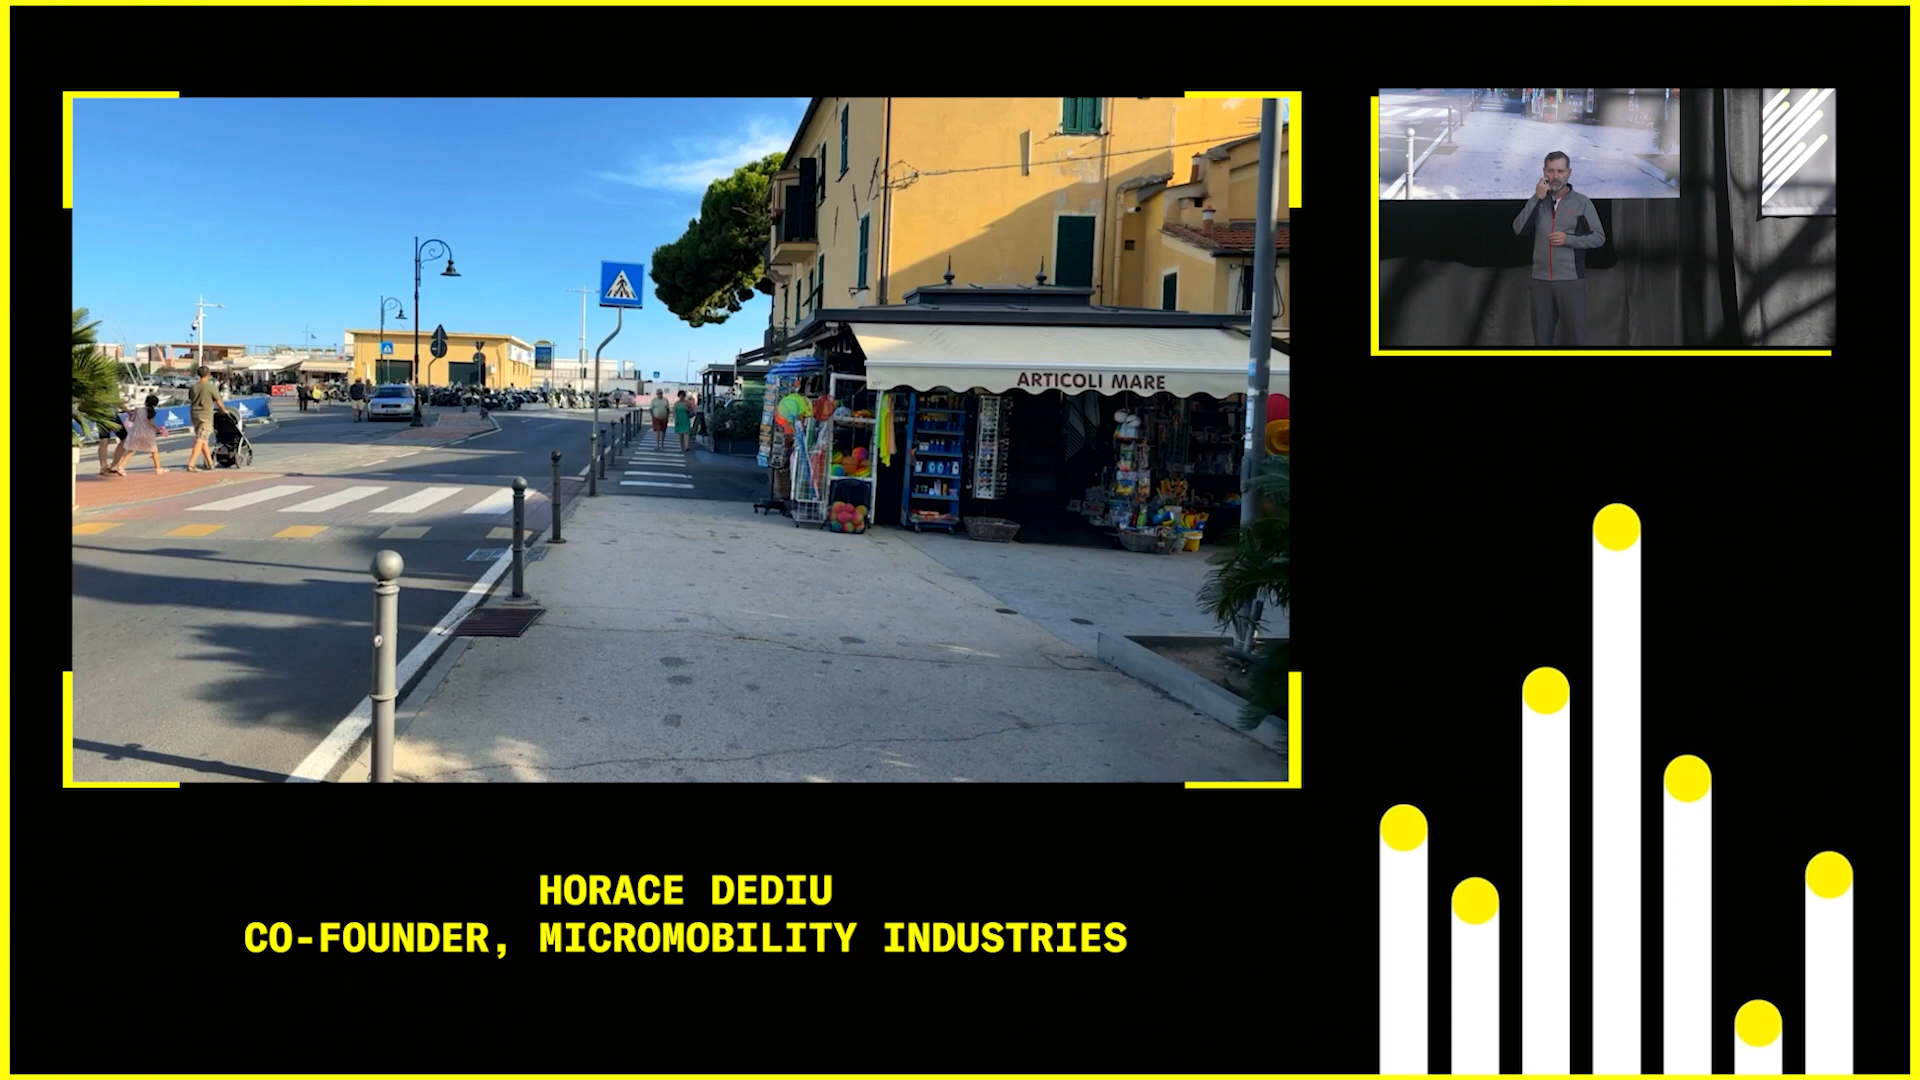 ARTICOLI MARE
HORACE DEDIU
CO-FOUNDER, MICROMOBILITY INDUSTRIES